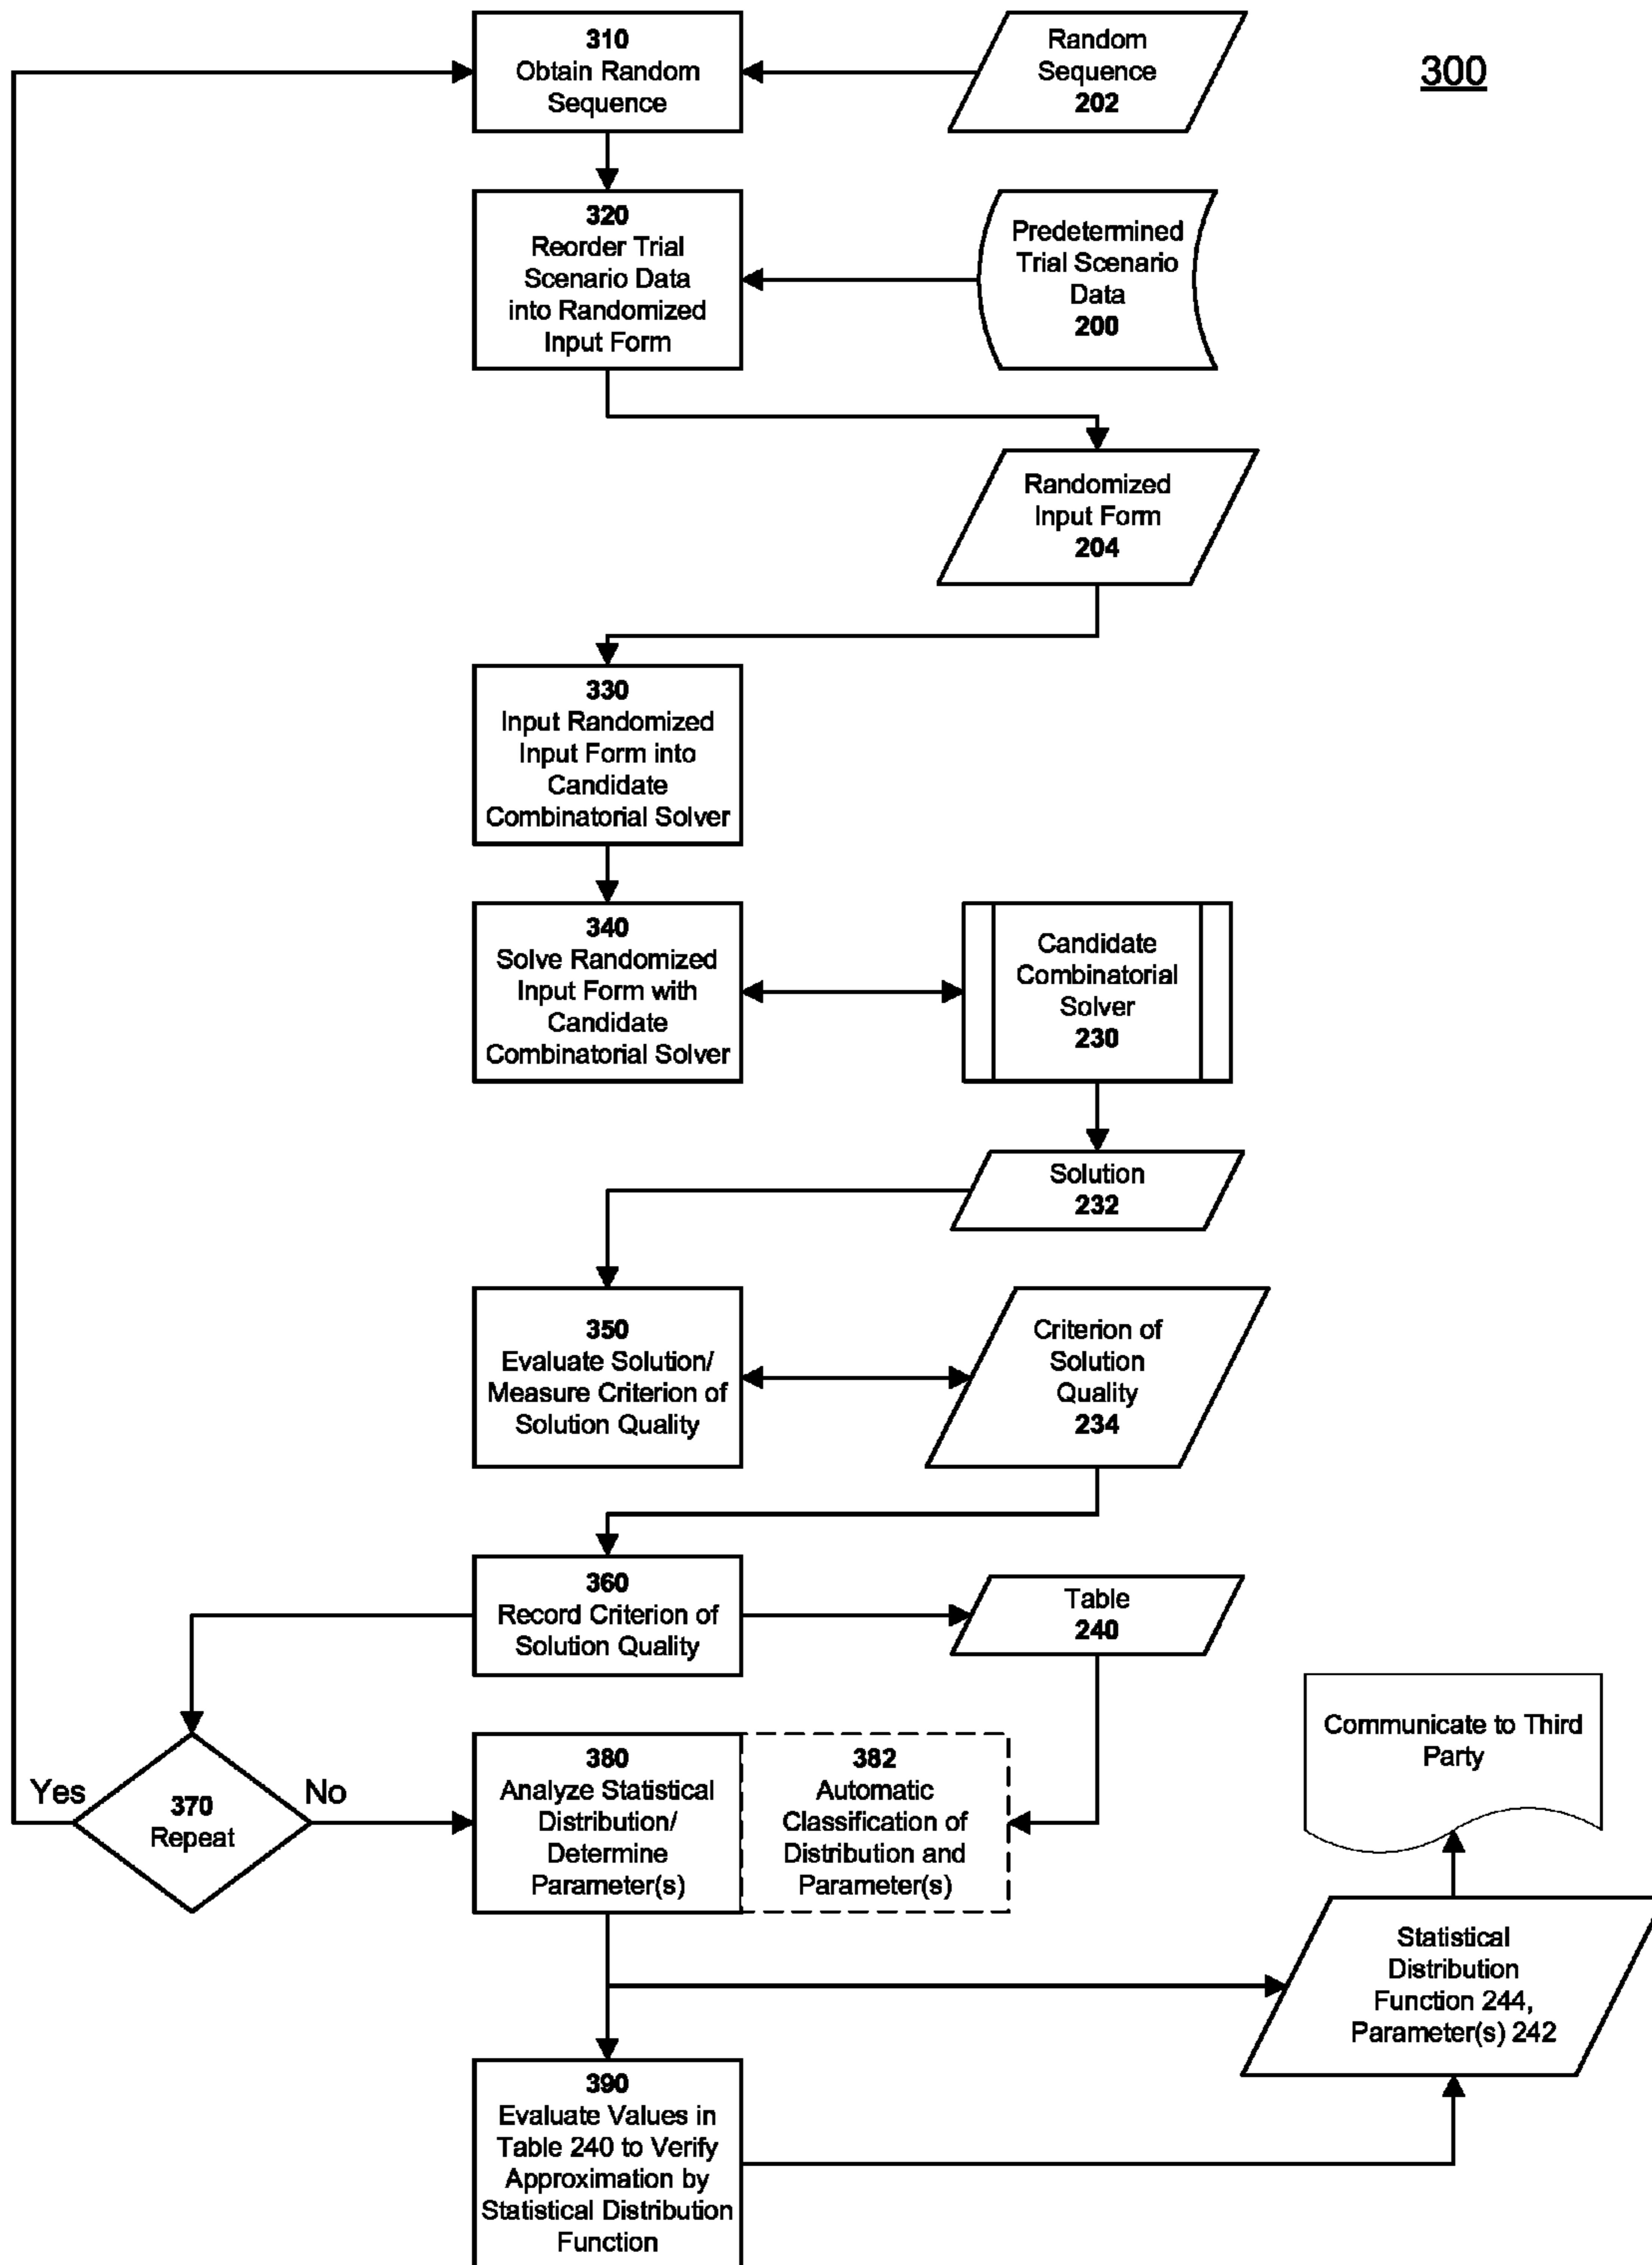 310
Obtain Random
Sequence
Random
Sequence
202
300
320
Reorder Trial
Scenario Data
into Randomized
Input Form
Predetermined
Trial Scenario
Data
200
Randomized
Input Form
204
330
Input Randomized
Input Form into
Candidate
Combinatorial Solver
340
Solve Randomized
Input Form with
Candidate
Combinatorial Solver
Candidate
Combinatorial
Solver
230
Solution
232
350
Evaluate Solution/
Measure Criterion of
Solution Quality
Criterion of
Solution
Quality
234
360
Record Criterion of
Solution Quality
Table
240
Yes
370
Repeat
No
380
Analyze Statistical
Distribution/
Determine
Parameter(s)
382
Automatic
Classification of
Distribution and
Parameter(s)
Communicate to Third
Party
Statistical
Distribution
Function 244,
Parameter(s) 242
390
Evaluate Values in
Table 240 to Verify
Approximation by
Statistical Distribution
Function